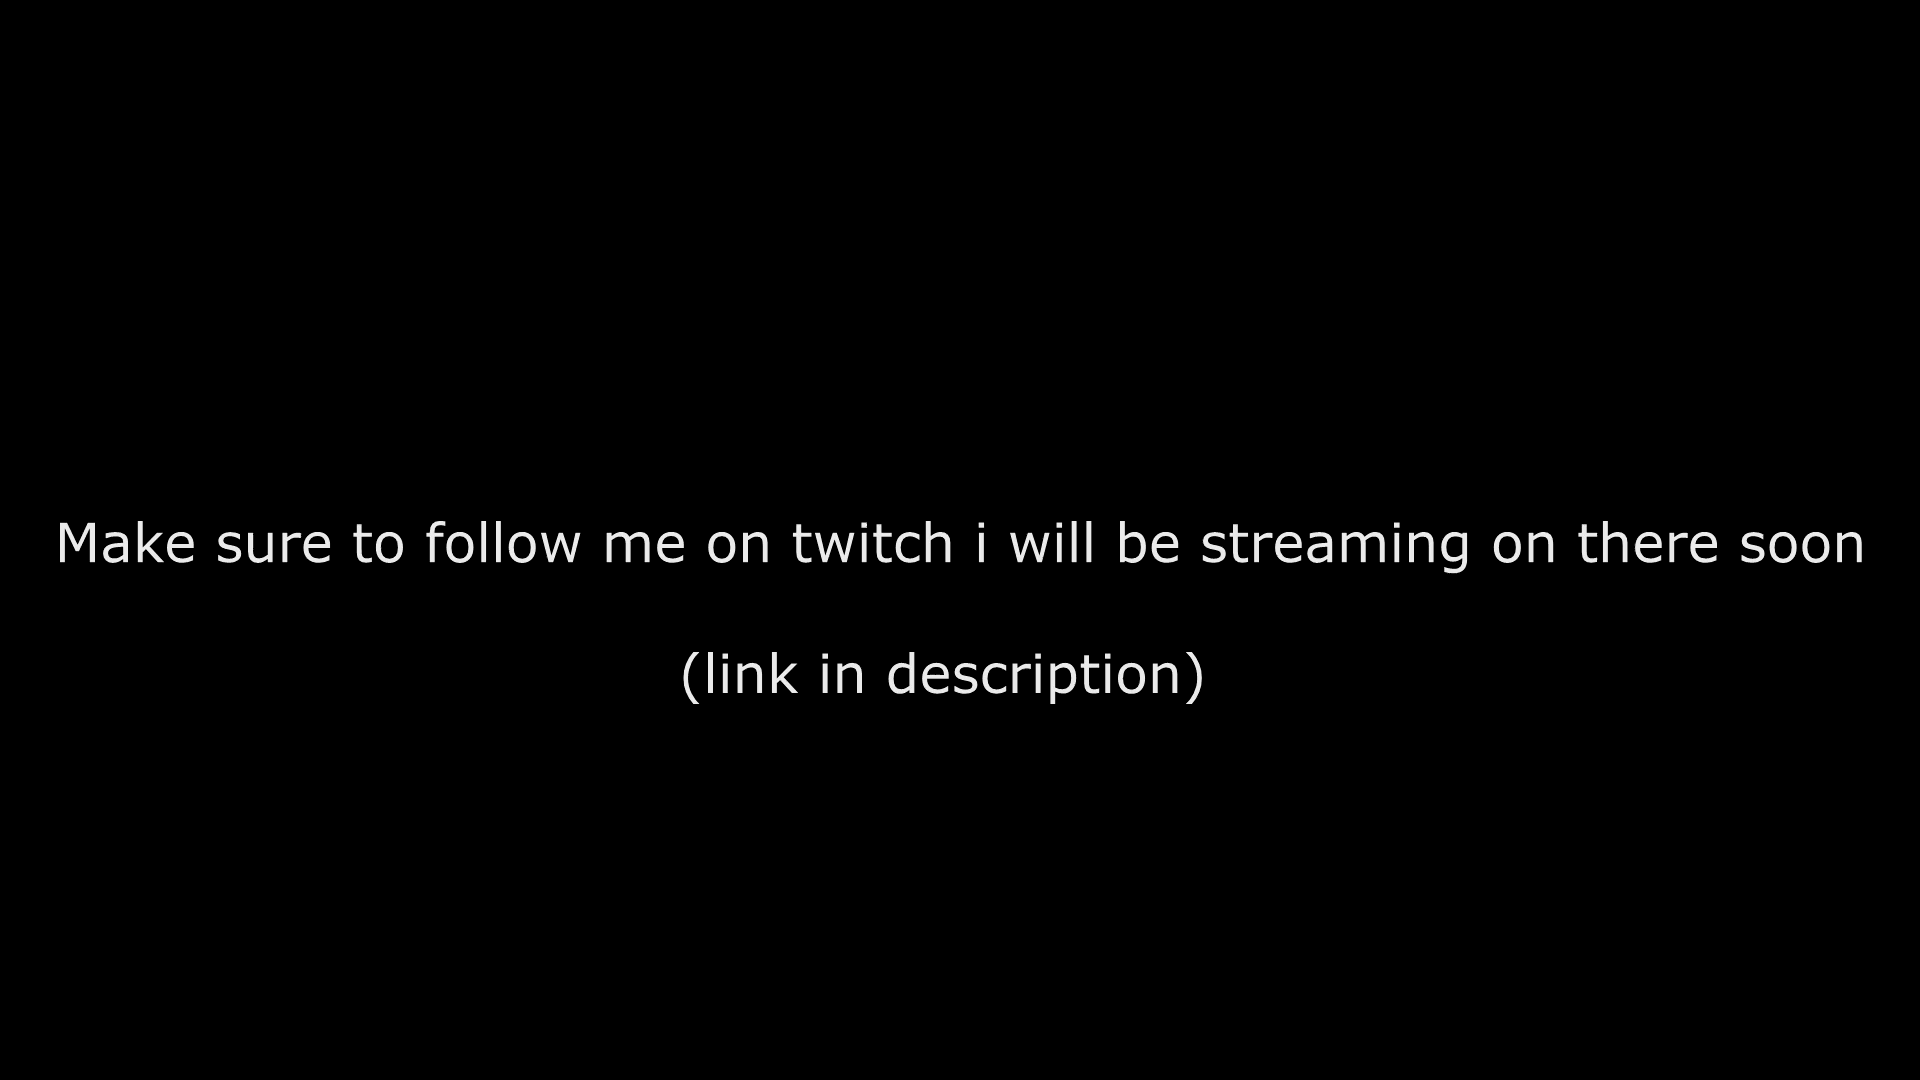 Make sure to follow me on twitch i will be streaming on there soon
(link in description)